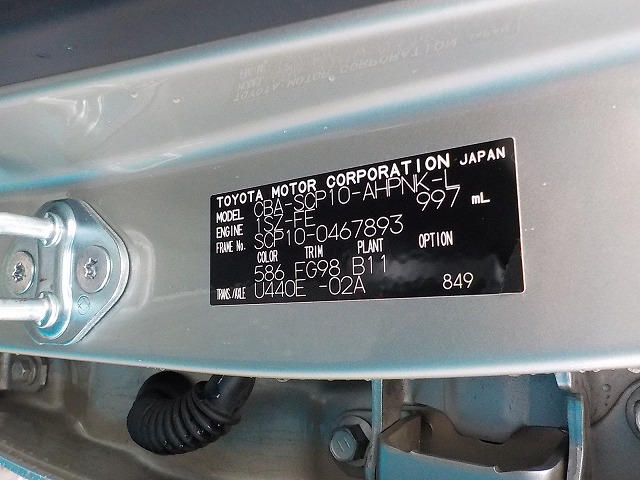 TOYOTA MOTOR CORPORATION JAPAN
MODEL CBA-SCP10-AHPNK-L
ENGINE 1SZ-FE 997 mL
FRAME No. SCP10-0467893
COLOR TRIM PLANT OPTION
586 FG98 B11
TRANS./AXLE U440E -02A 849